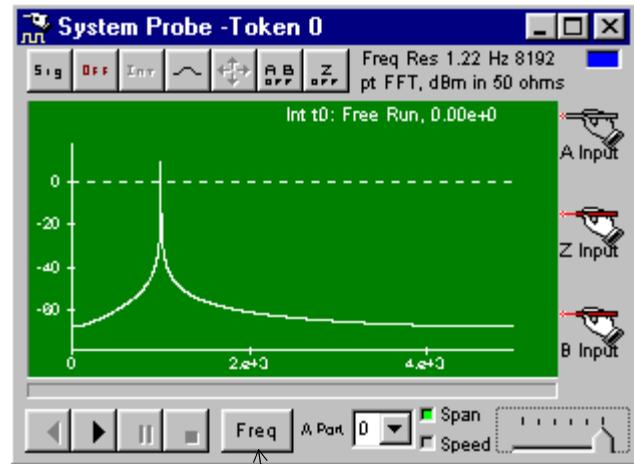 System Probe -Token 0
Sig OFF Int A B OFF Z OFF
Freq Res 1.22 Hz 8192
pt FFT, dBm in 50 ohms
Int t0: Free Run, 0.00e+0
A Input
0
-20
Z Input
-40
-60
B Input
0 2.e+3 4.e+3
Freq A Port 0 Span
Speed